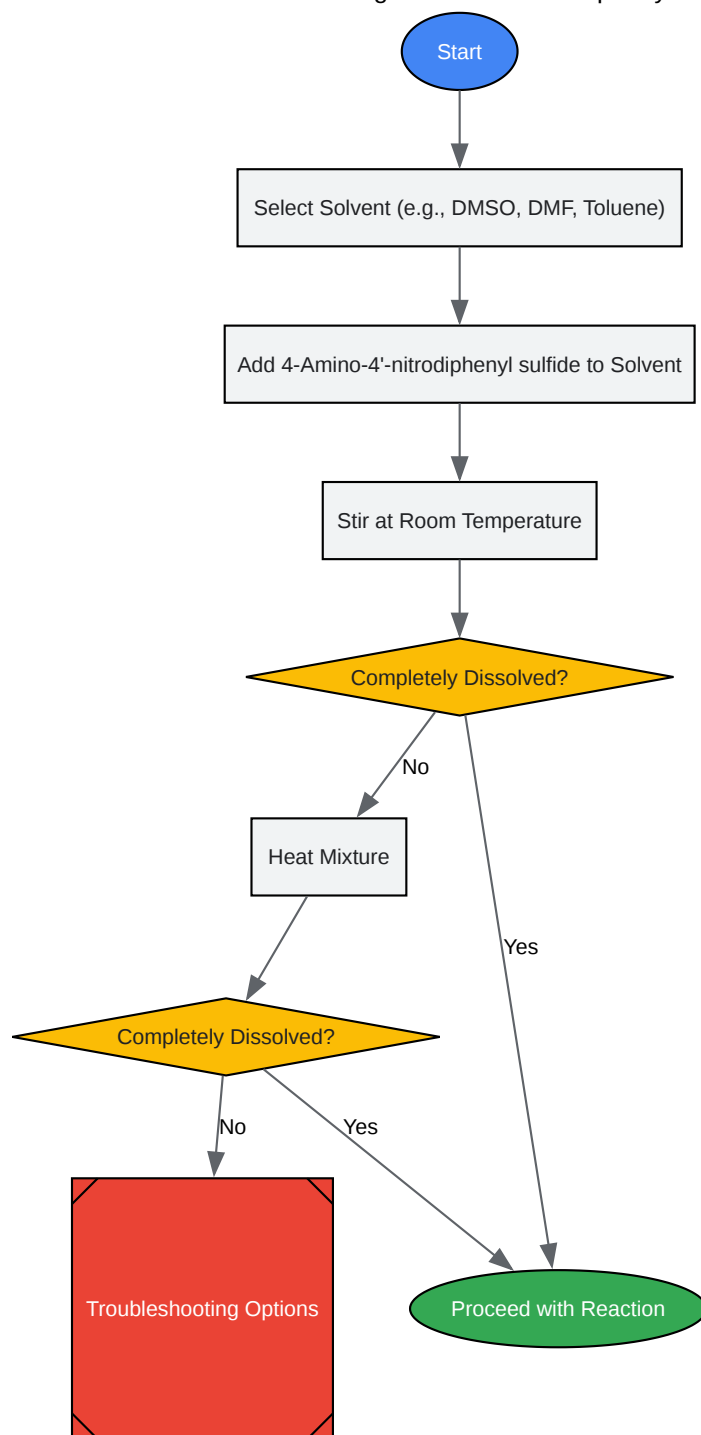 Start
Select Solvent (e.g., DMSO, DMF, Toluene)
Add 4-Amino-4'-nitrodiphenyl sulfide to Solvent
Stir at Room Temperature
Completely Dissolved?
No
Heat Mixture
Yes
Completely Dissolved?
No
Yes
Troubleshooting Options
Proceed with Reaction